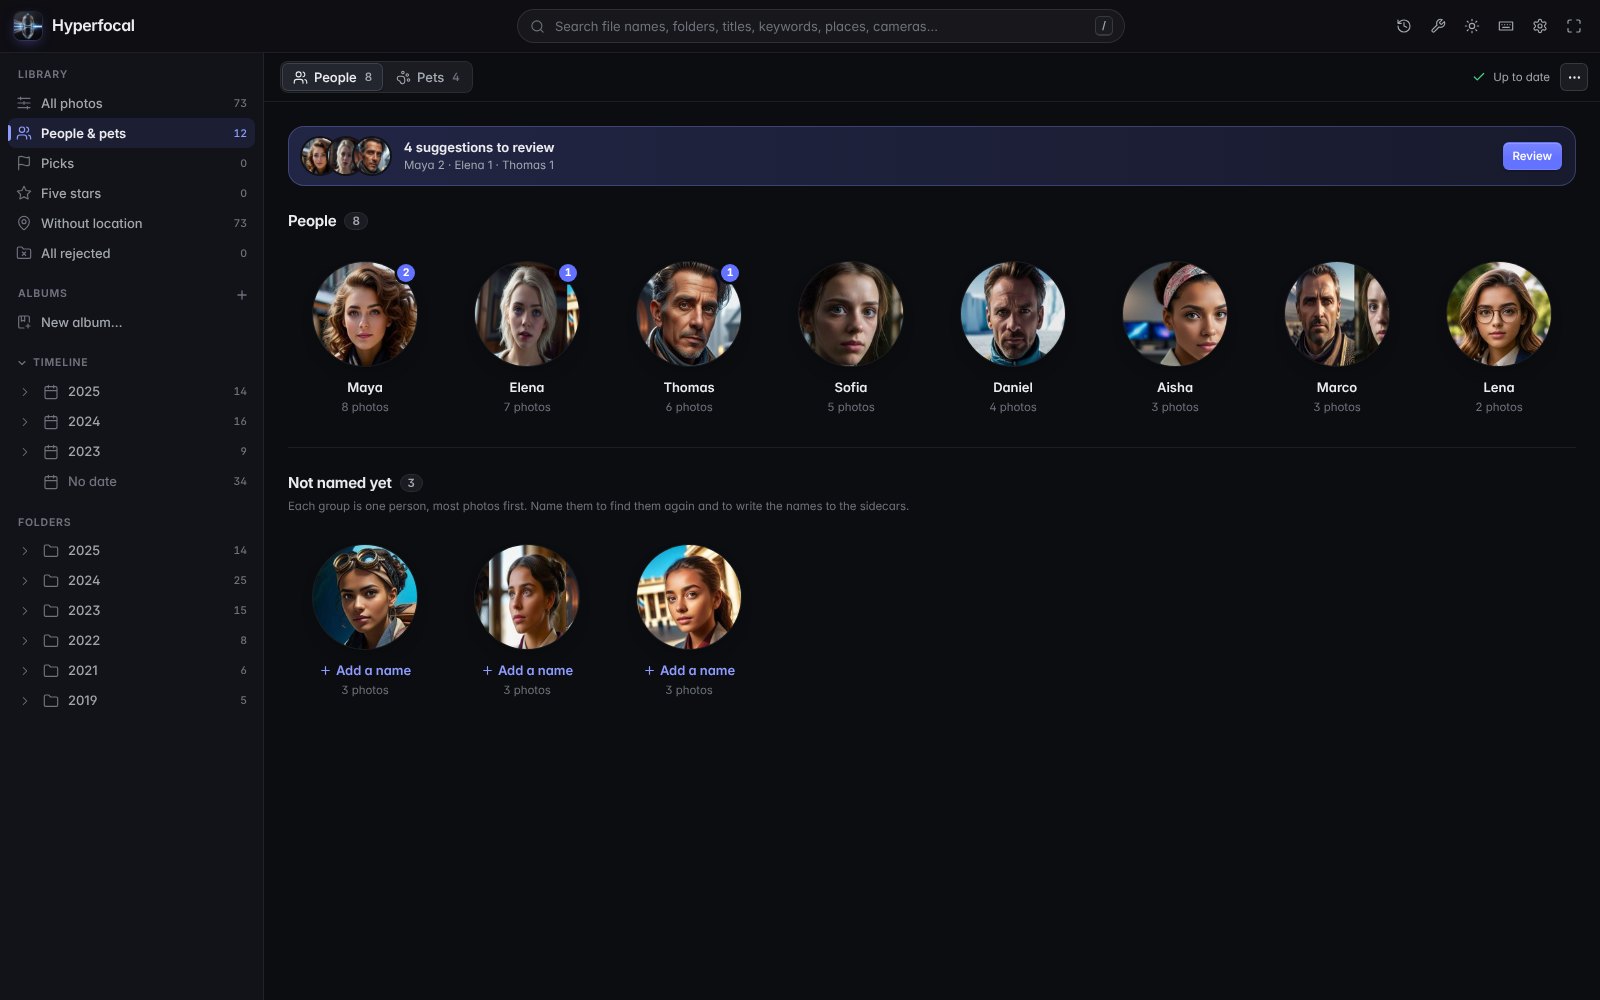 Hyperfocal
Search file names, folders, titles, keywords, places, cameras...
/
LIBRARY
All photos 73
People & pets 12
Picks 0
Five stars 0
Without location 73
All rejected 0
ALBUMS
New album...
TIMELINE
2025 14
2024 16
2023 9
No date 34
FOLDERS
2025 14
2024 25
2023 15
2022 8
2021 6
2019 5
People 8
Pets 4
Up to date
4 suggestions to review
Maya 2 · Elena 1 · Thomas 1
Review
People 8
2 1 1
Maya Elena Thomas Sofia Daniel Aisha Marco Lena
8 photos 7 photos 6 photos 5 photos 4 photos 3 photos 3 photos 2 photos
Not named yet 3
Each group is one person, most photos first. Name them to find them again and to write the names to the sidecars.
+ Add a name + Add a name + Add a name
3 photos 3 photos 3 photos